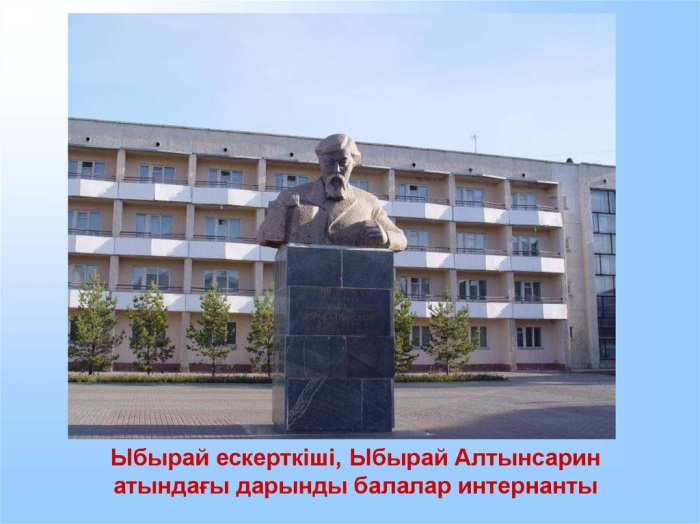 Ыбырай ескерткіші, Ыбырай Алтынсарин
атындағы дарынды балалар интернанты